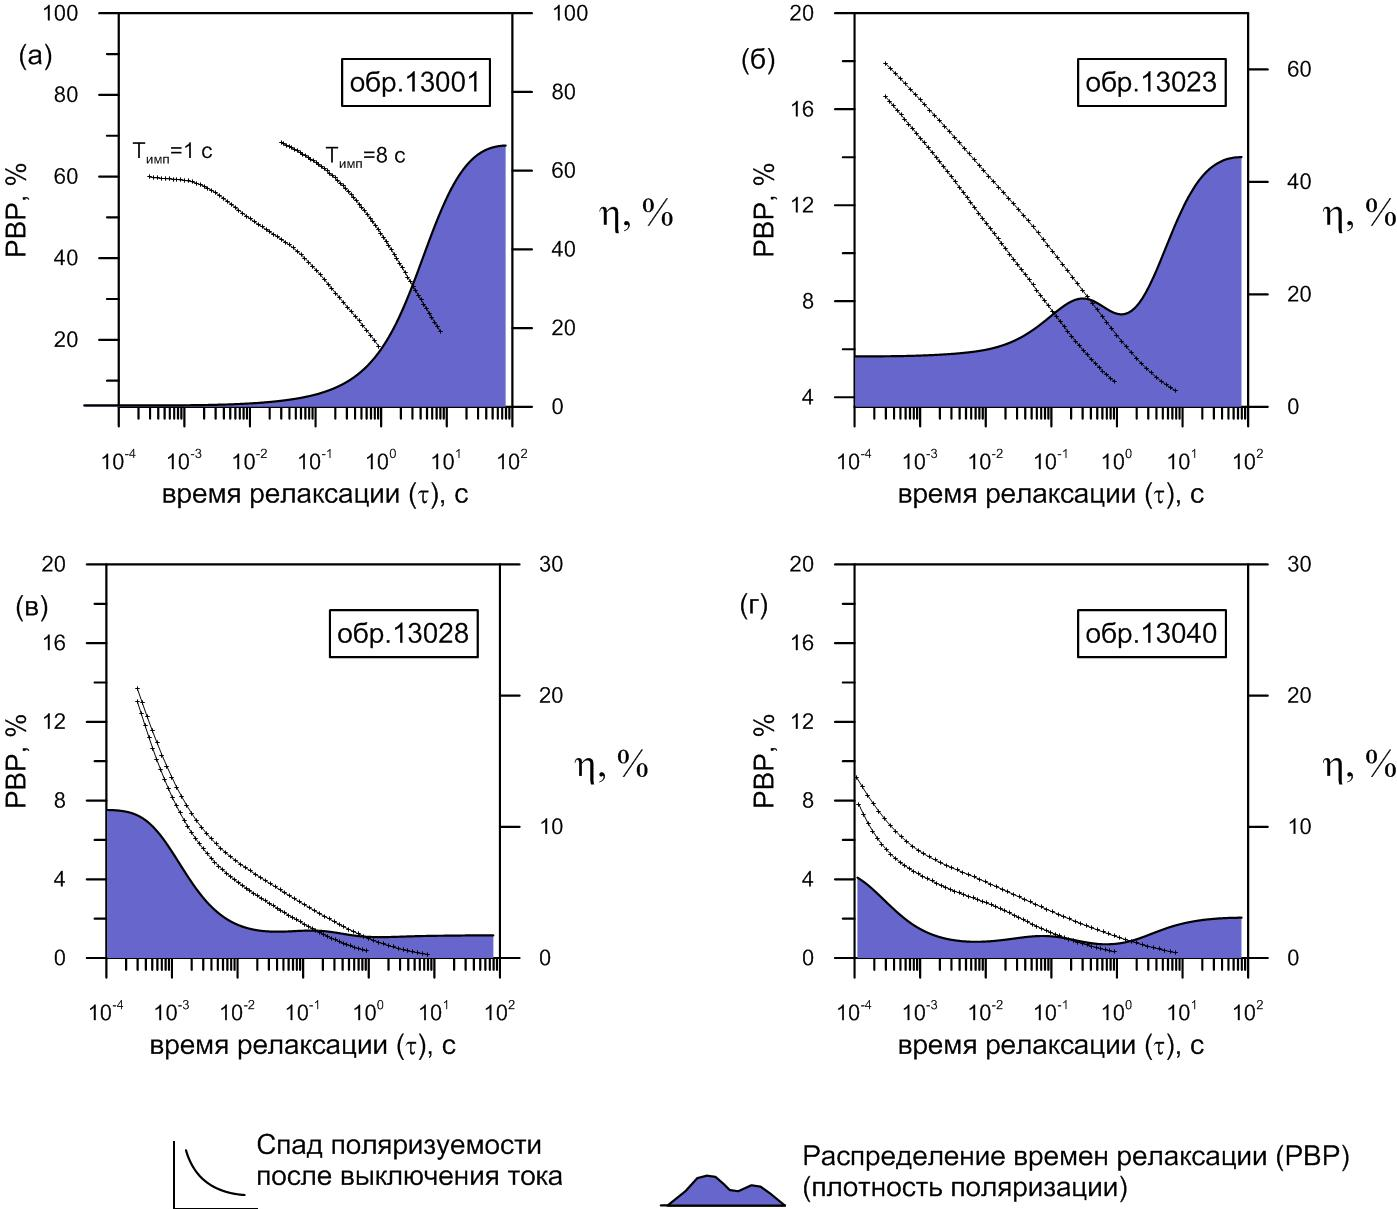 (а)
обр.13001
100
80
60
40
20
РВР, %
100
80
60
40
20
0
η, %
Tимп=1 с
Tимп=8 с
10-4 10-3 10-2 10-1 100 101 102
время релаксации (τ), с
(б)
обр.13023
20
16
12
8
4
РВР, %
60
40
20
0
η, %
10-4 10-3 10-2 10-1 100 101 102
время релаксации (τ), с
(в)
обр.13028
20
16
12
8
4
0
РВР, %
30
20
10
0
η, %
10-4 10-3 10-2 10-1 100 101 102
время релаксации (τ), с
(г)
обр.13040
20
16
12
8
4
0
РВР, %
30
20
10
0
η, %
10-4 10-3 10-2 10-1 100 101 102
время релаксации (τ), с
Спад поляризуемости
после выключения тока
Распределение времен релаксации (РВР)
(плотность поляризации)